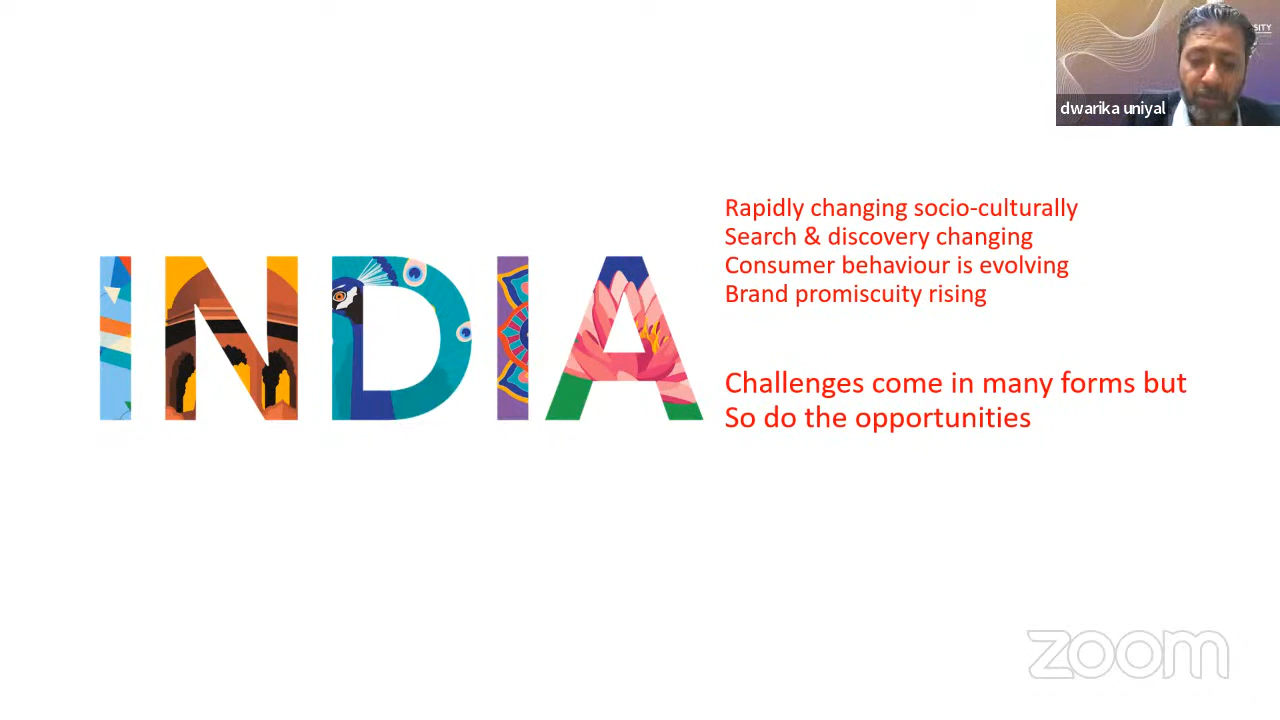 SITY
dwarika uniyal
Rapidly changing socio-culturally
Search & discovery changing
Consumer behaviour is evolving
Brand promiscuity rising
INDIA
Challenges come in many forms but
So do the opportunities
zoom